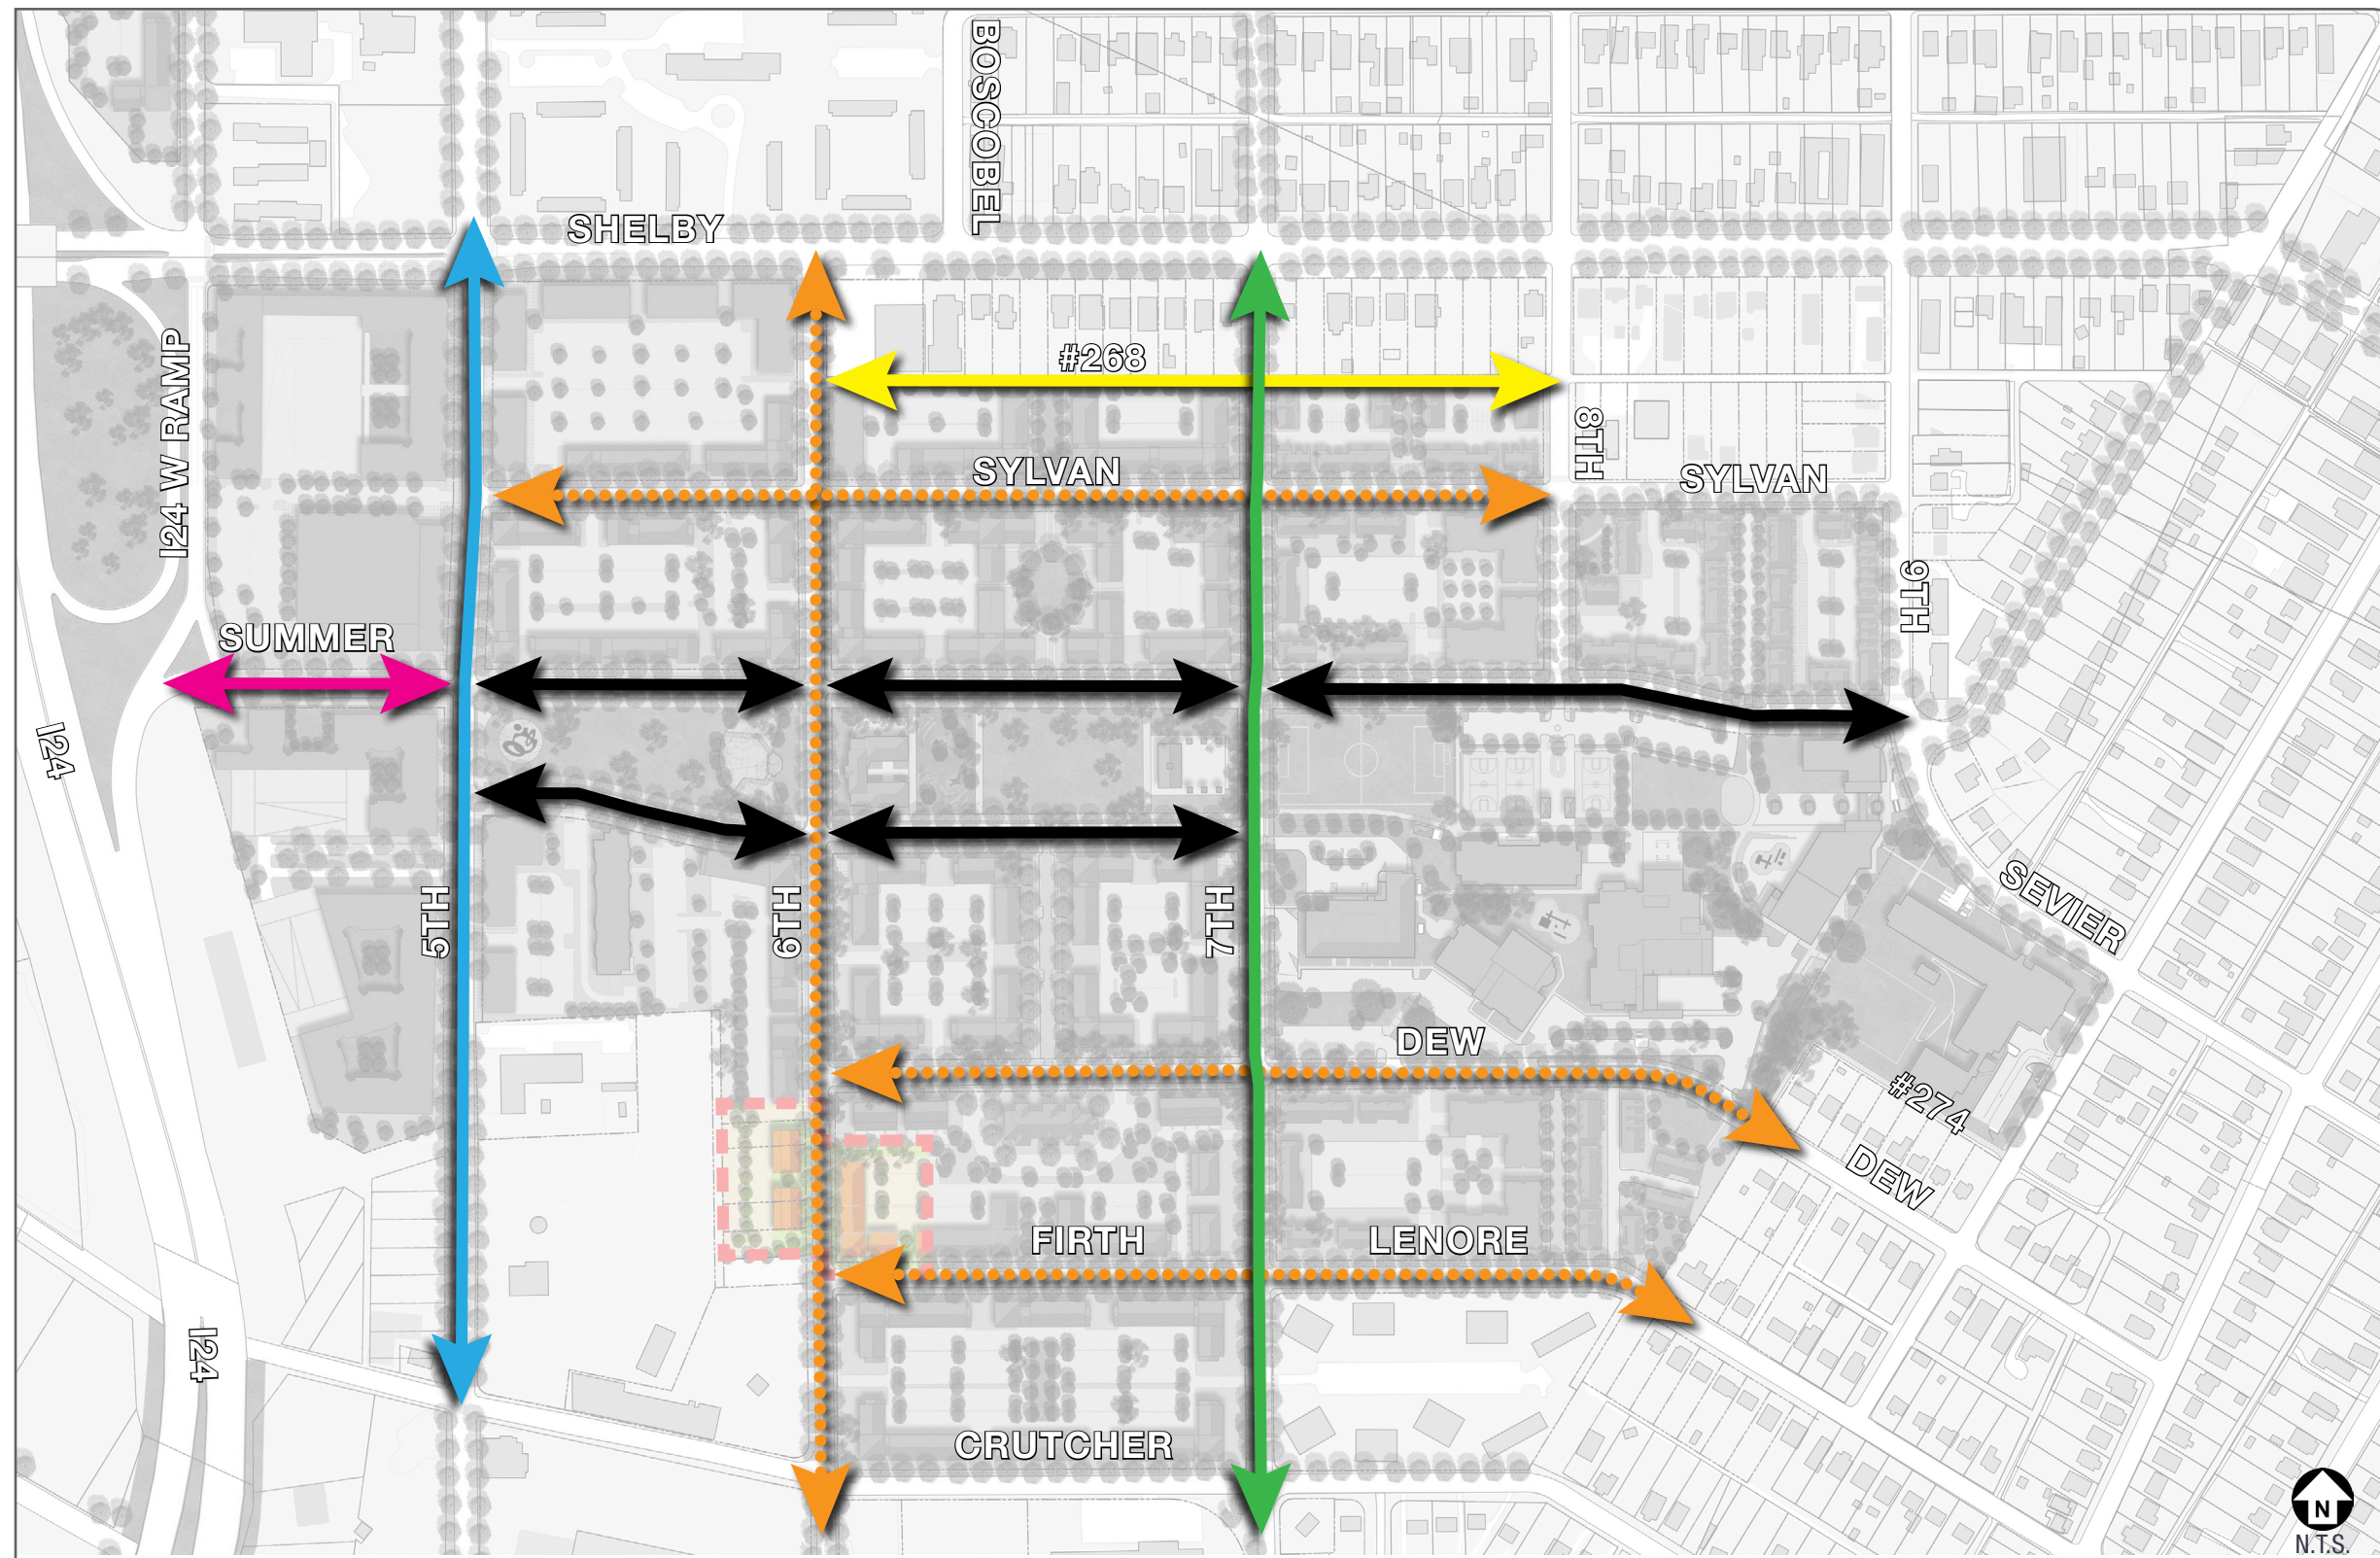 BOSCOBEL
SHELBY
I24 W RAMP
#268
8TH
SYLVAN
SYLVAN
9TH
SUMMER
I24
5TH
6TH
7TH
SEVIER
DEW
#274
DEW
FIRTH
LENORE
I24
CRUTCHER
N
N.T.S.